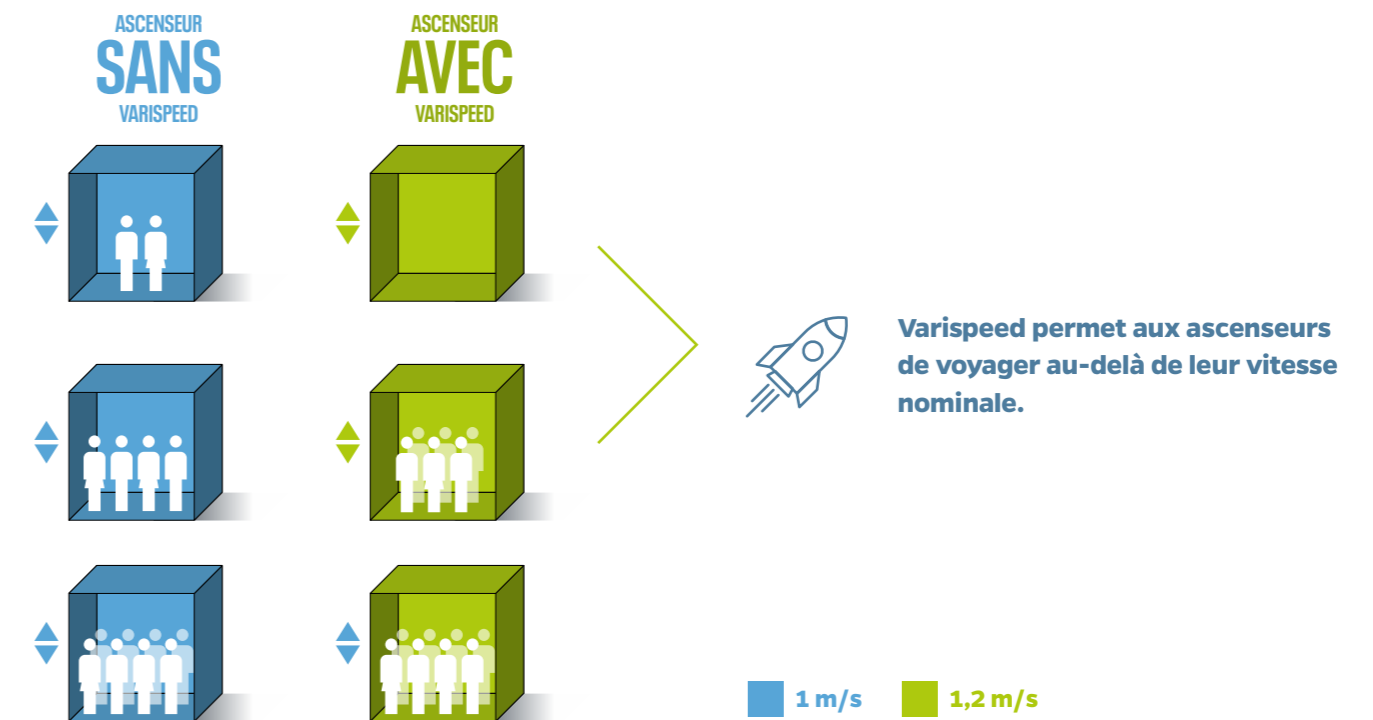 ASCENSEUR
SANS
VARISPEED
ASCENSEUR
AVEC
VARISPEED
Varispeed permet aux ascenseurs
de voyager au-delà de leur vitesse
nominale.
1 m/s
1,2 m/s